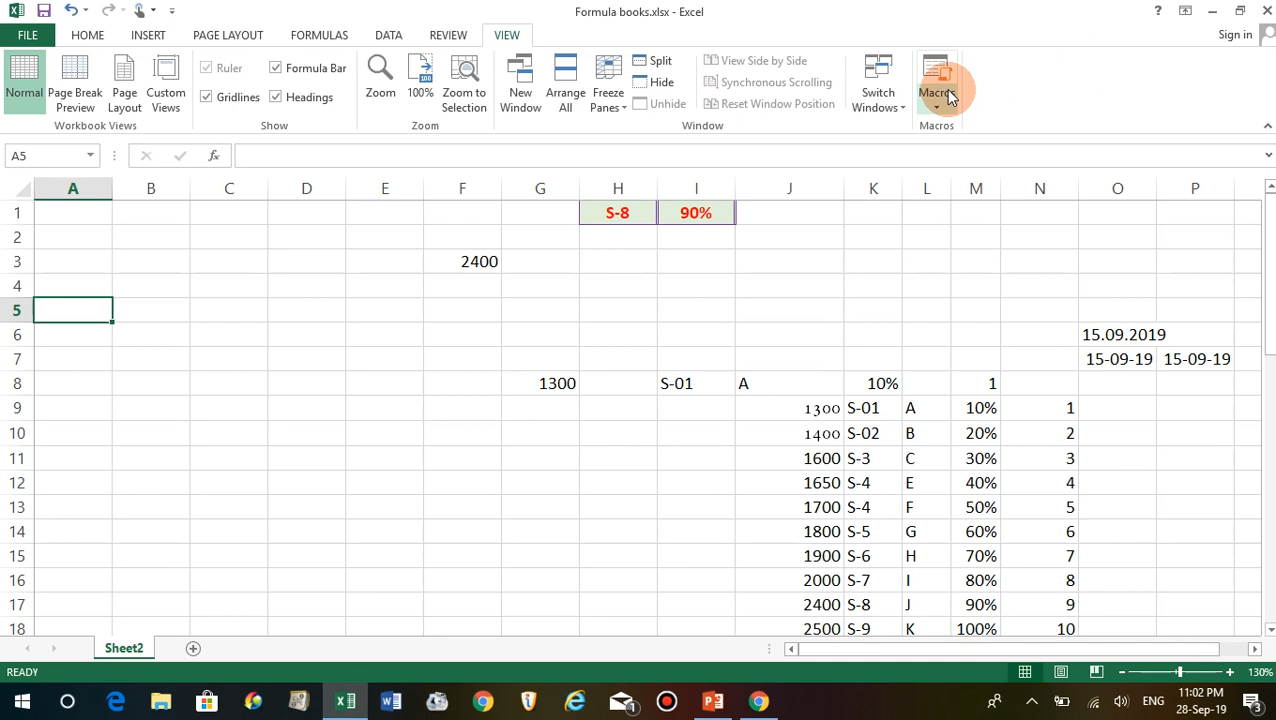 Formula books.xlsx - Excel
FILE HOME INSERT PAGE LAYOUT FORMULAS DATA REVIEW VIEW Sign in
Normal Page Break Preview Page Layout Custom Views
Ruler Formula Bar
Gridlines Headings
Zoom 100% Zoom to Selection
New Window Arrange All Freeze Panes
Split
Hide
Unhide
View Side by Side
Synchronous Scrolling
Reset Window Position
Switch Windows
Macros
Workbook Views Show Zoom Window Macros
A5 fx
A B C D E F G H I J K L M N O P
1 S-8 90%
2
3 2400
4
5
6 15.09.2019
7 15-09-19 15-09-19
8 1300 S-01 A 10% 1
9 1300 S-01 A 10% 1
10 1400 S-02 B 20% 2
11 1600 S-3 C 30% 3
12 1650 S-4 E 40% 4
13 1700 S-4 F 50% 5
14 1800 S-5 G 60% 6
15 1900 S-6 H 70% 7
16 2000 S-7 I 80% 8
17 2400 S-8 J 90% 9
18 2500 S-9 K 100% 10
Sheet2
READY 130%
ENG 11:02 PM
28-Sep-19